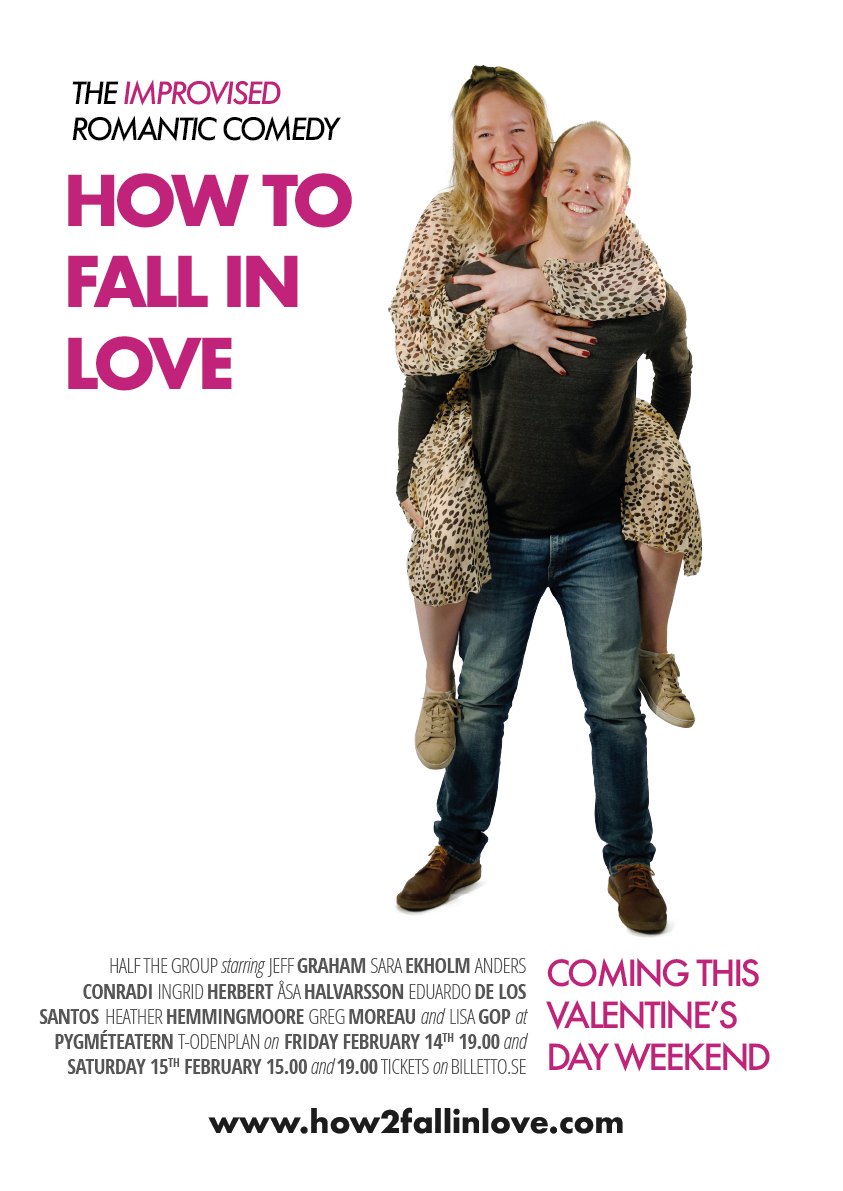 THE IMPROVISED
ROMANTIC COMEDY
HOW TO
FALL IN
LOVE
HALF THE GROUP starring JEFF GRAHAM SARA EKHOLM ANDERS
CONRADI INGRID HERBERT ÅSA HALVARSSON EDUARDO DE LOS
SANTOS HEATHER HEMMINGMOORE GREG MOREAU and LISA GOP at
PYGMÉTEATERN T-ODENPLAN on FRIDAY FEBRUARY 14TH 19.00 and
SATURDAY 15TH FEBRUARY 15.00 and 19.00 TICKETS on BILLETTO.SE
COMING THIS
VALENTINE'S
DAY WEEKEND
www.how2fallinlove.com